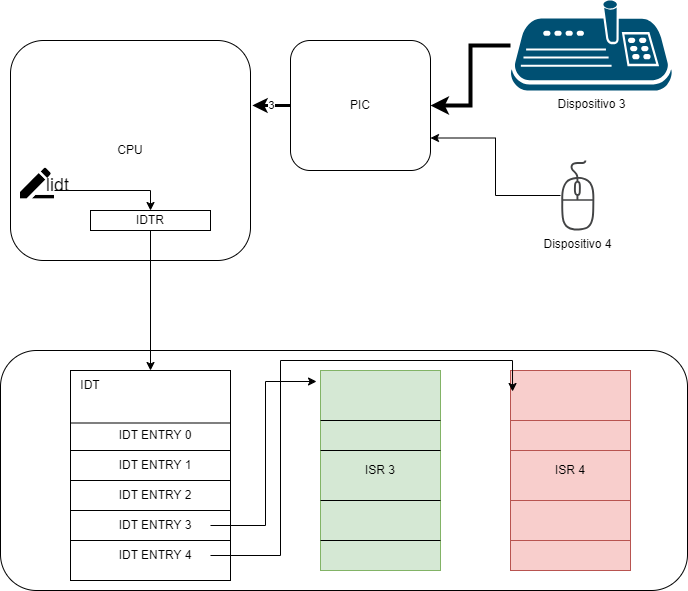 Dispositivo 3
PIC
3
CPU
lidt
IDTR
Dispositivo 4
IDT
IDT ENTRY 0
IDT ENTRY 1
IDT ENTRY 2
IDT ENTRY 3
IDT ENTRY 4
ISR 3
ISR 4